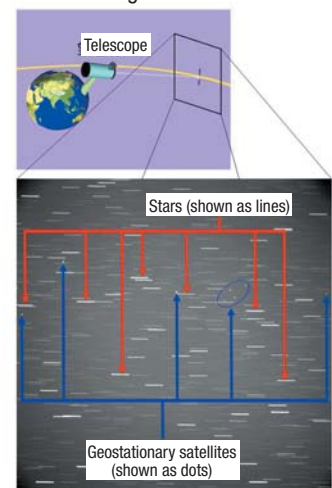 Telescope
Stars (shown as lines)
Geostationary satellites
(shown as dots)